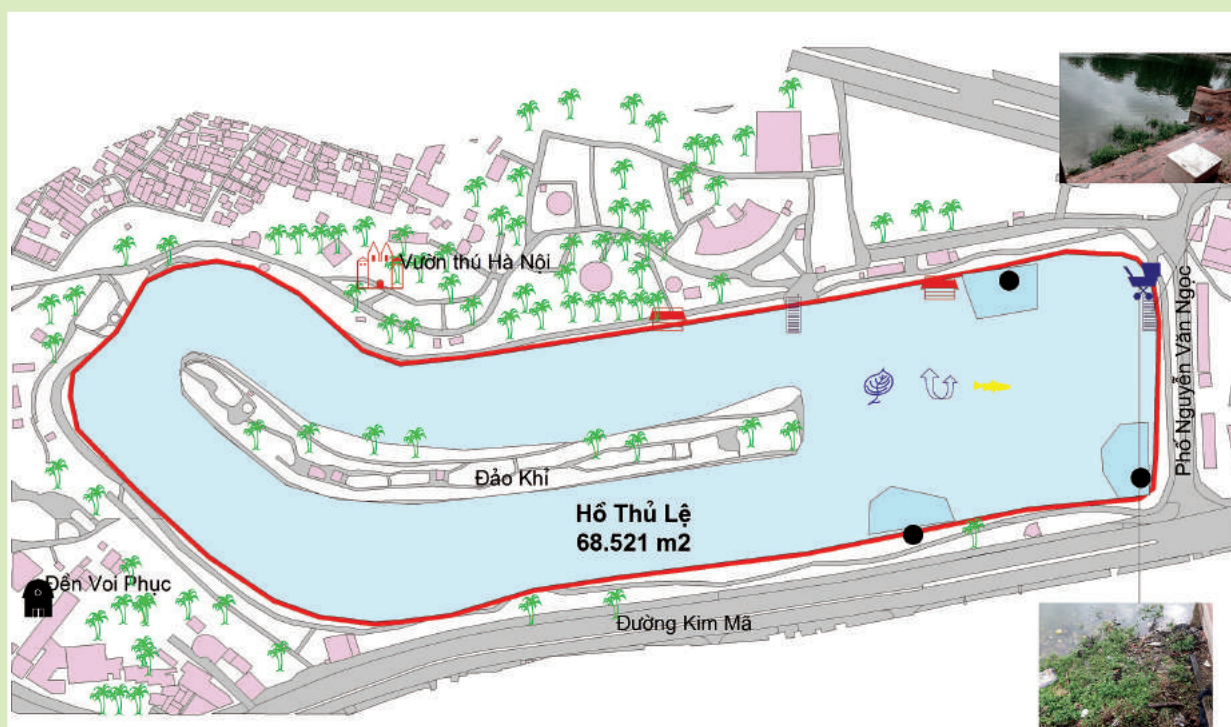 Vườn thú Hà Nội
Phố Nguyễn Văn Ngọc
Đảo Khỉ
Hồ Thủ Lệ
68.521 m2
Đền Voi Phục
Đường Kim Mã